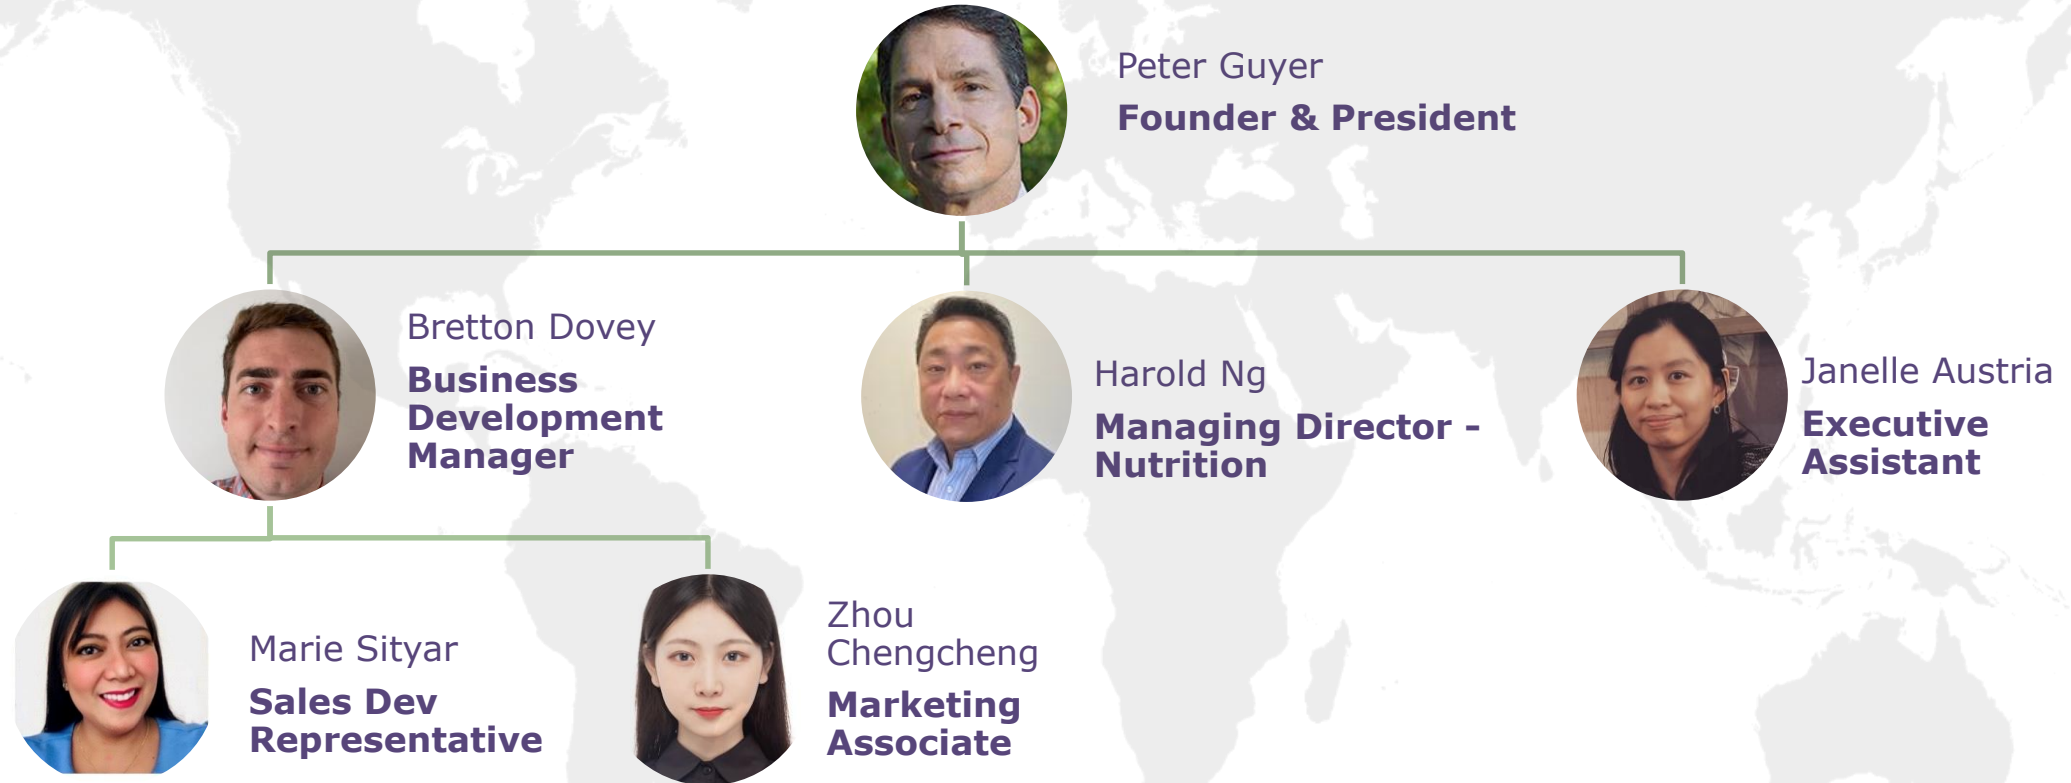 Peter Guyer
Founder & President
Bretton Dovey
Business
Development
Manager
Harold Ng
Managing Director -
Nutrition
Janelle Austria
Executive
Assistant
Marie Sityar
Sales Dev
Representative
Zhou
Chengcheng
Marketing
Associate